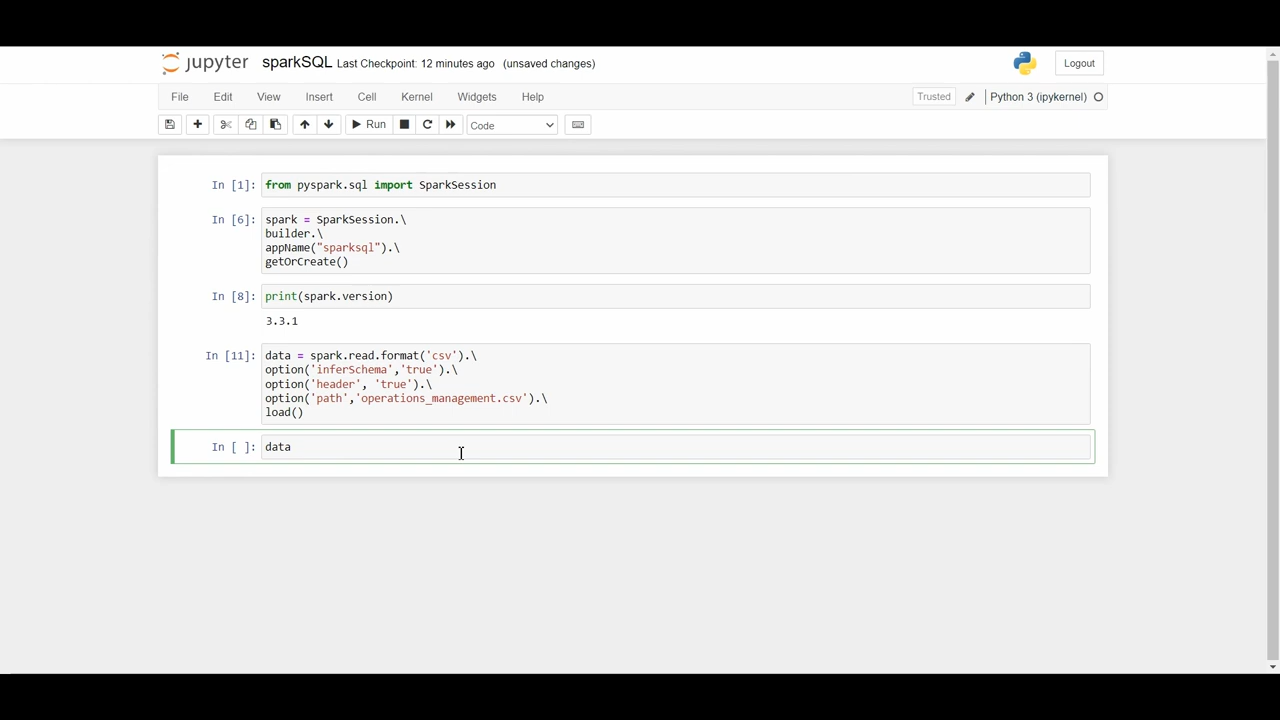 jupyter sparkSQL Last Checkpoint: 12 minutes ago (unsaved changes) Logout
File Edit View Insert Cell Kernel Widgets Help Trusted Python 3 (ipykernel)
Run Code
In [1]: from pyspark.sql import SparkSession
In [6]: spark = SparkSession.\
builder.\
appName("sparksql").\
getOrCreate()
In [8]: print(spark.version)
3.3.1
In [11]: data = spark.read.format('csv').\
option('inferSchema','true').\
option('header', 'true').\
option('path','operations_management.csv').\
load()
In [ ]: data